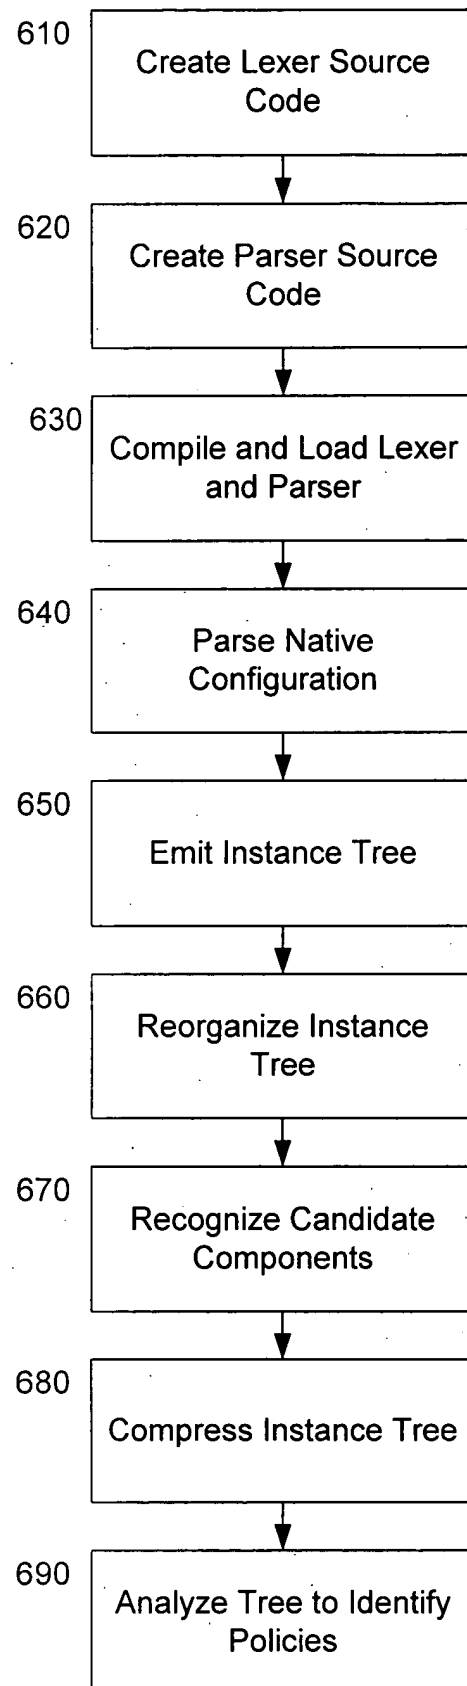 610
Create Lexer Source
Code
620
Create Parser Source
Code
630
Compile and Load Lexer
and Parser
640
Parse Native
Configuration
650
Emit Instance Tree
660
Reorganize Instance
Tree
670
Recognize Candidate
Components
680
Compress Instance Tree
690
Analyze Tree to Identify
Policies